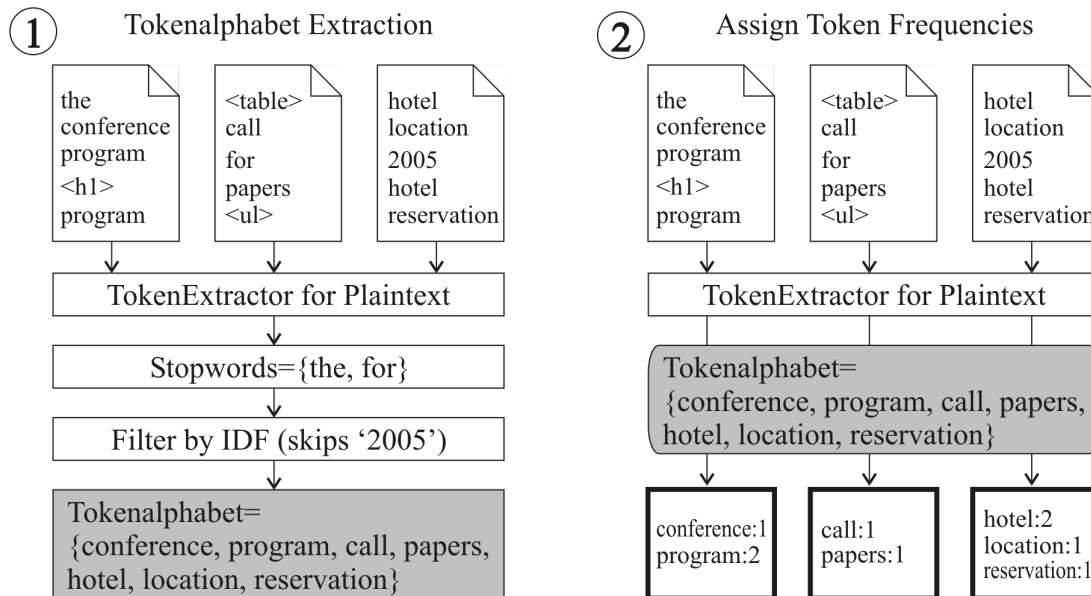 1
Tokenalphabet Extraction
the
conference
program
<h1>
program
<table>
call
for
papers
<ul>
hotel
location
2005
hotel
reservation
TokenExtractor for Plaintext
Stopwords={the, for}
Filter by IDF (skips ‘2005’)
Tokenalphabet=
{conference, program, call, papers,
hotel, location, reservation}
2
Assign Token Frequencies
the
conference
program
<h1>
program
<table>
call
for
papers
<ul>
hotel
location
2005
hotel
reservation
TokenExtractor for Plaintext
Tokenalphabet=
{conference, program, call, papers,
hotel, location, reservation}
conference:1
program:2
call:1
papers:1
hotel:2
location:1
reservation:1